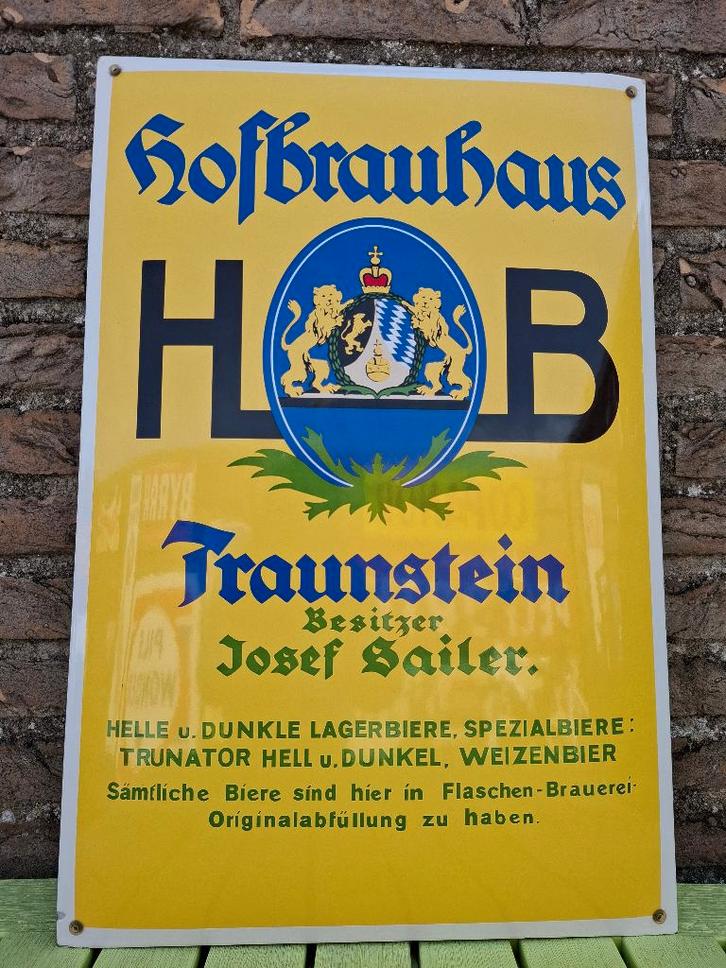 Hofbrauhaus
H B
Traunstein
Besitzer
Josef Sailer.
HELLE u. DUNKLE LAGERBIERE, SPEZIALBIERE:
TRUNATOR HELL u. DUNKEL, WEIZENBIER
Sämtliche Biere sind hier in Flaschen-Brauerei-
Originalabfüllung zu haben.